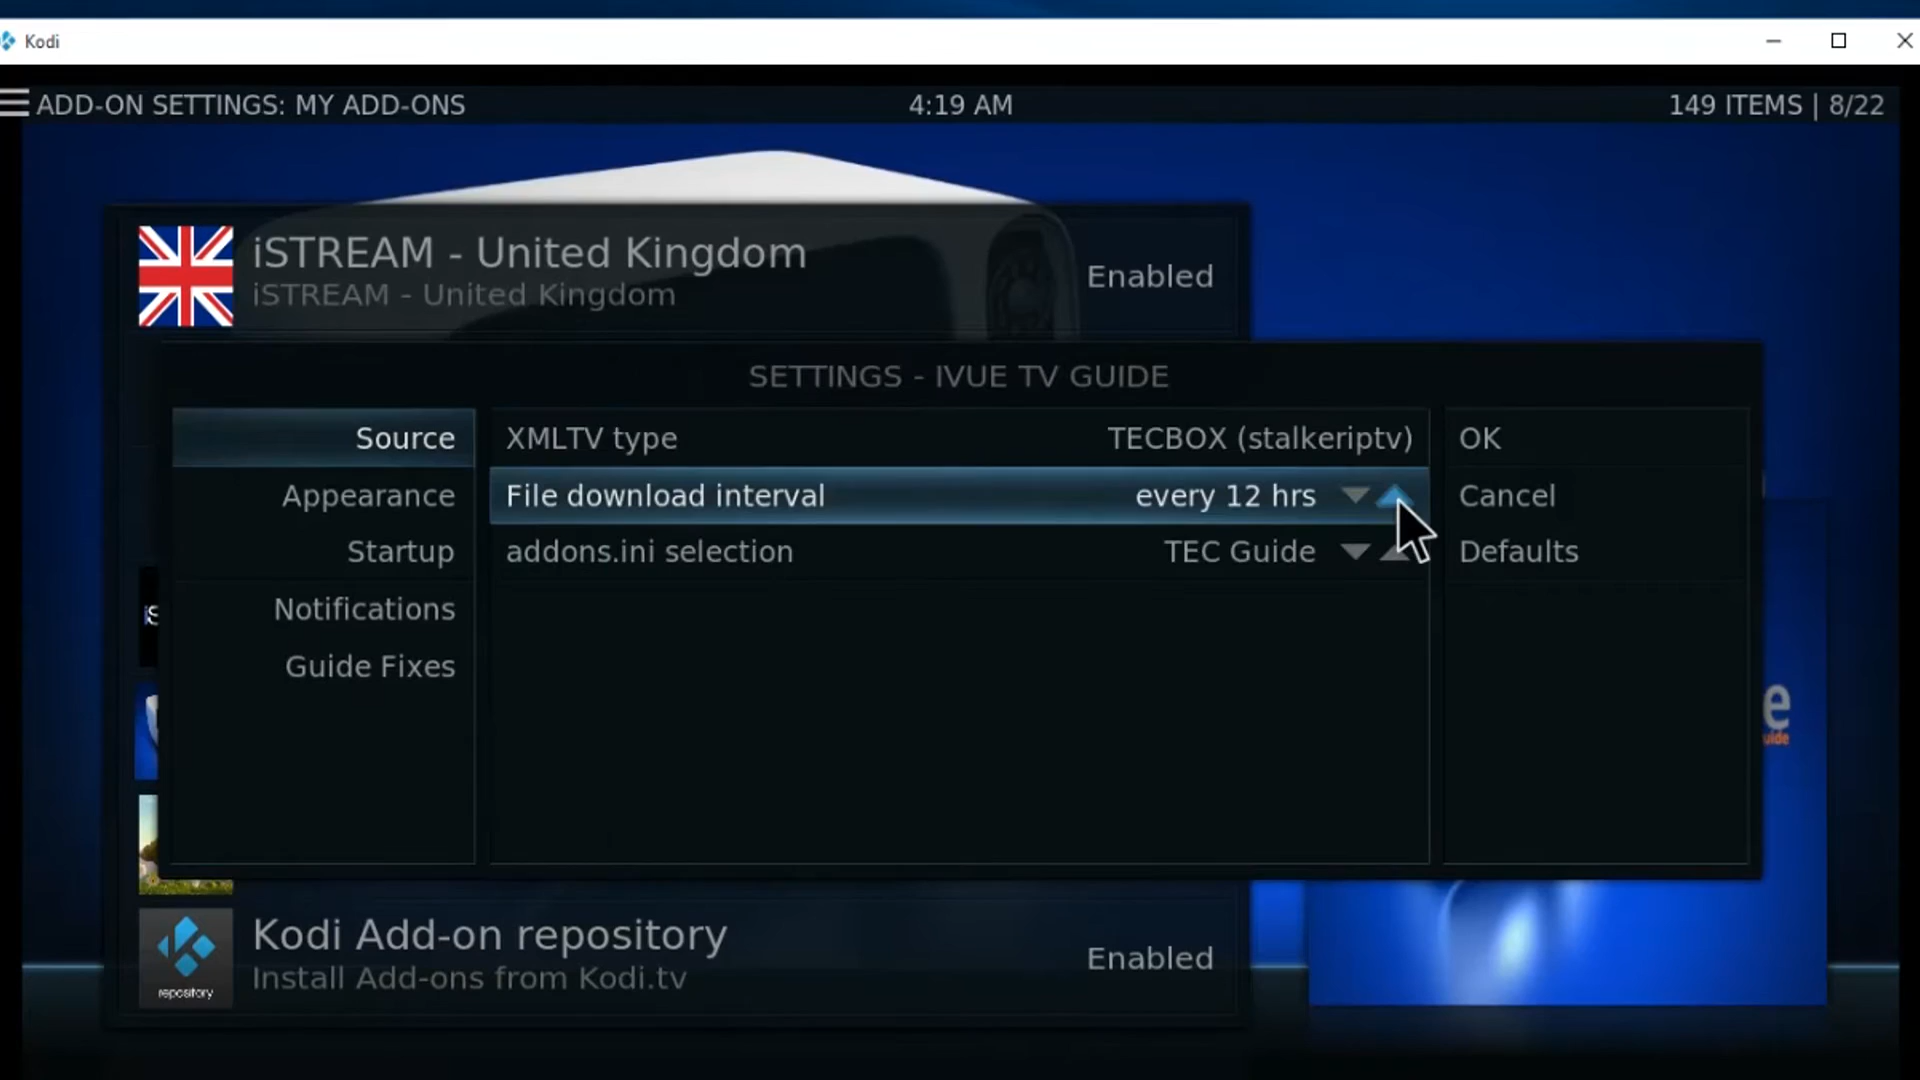 Kodi
ADD-ON SETTINGS: MY ADD-ONS
4:19 AM
149 ITEMS | 8/22
iSTREAM - United Kingdom
iSTREAM - United Kingdom
Enabled
SETTINGS - IVUE TV GUIDE
Source
XMLTV type
TECBOX (stalkeriptv)
OK
Appearance
File download interval
every 12 hrs
Cancel
Startup
addons.ini selection
TEC Guide
Defaults
Notifications
Guide Fixes
iS
e
uide
Kodi Add-on repository
Install Add-ons from Kodi.tv
Enabled
repository